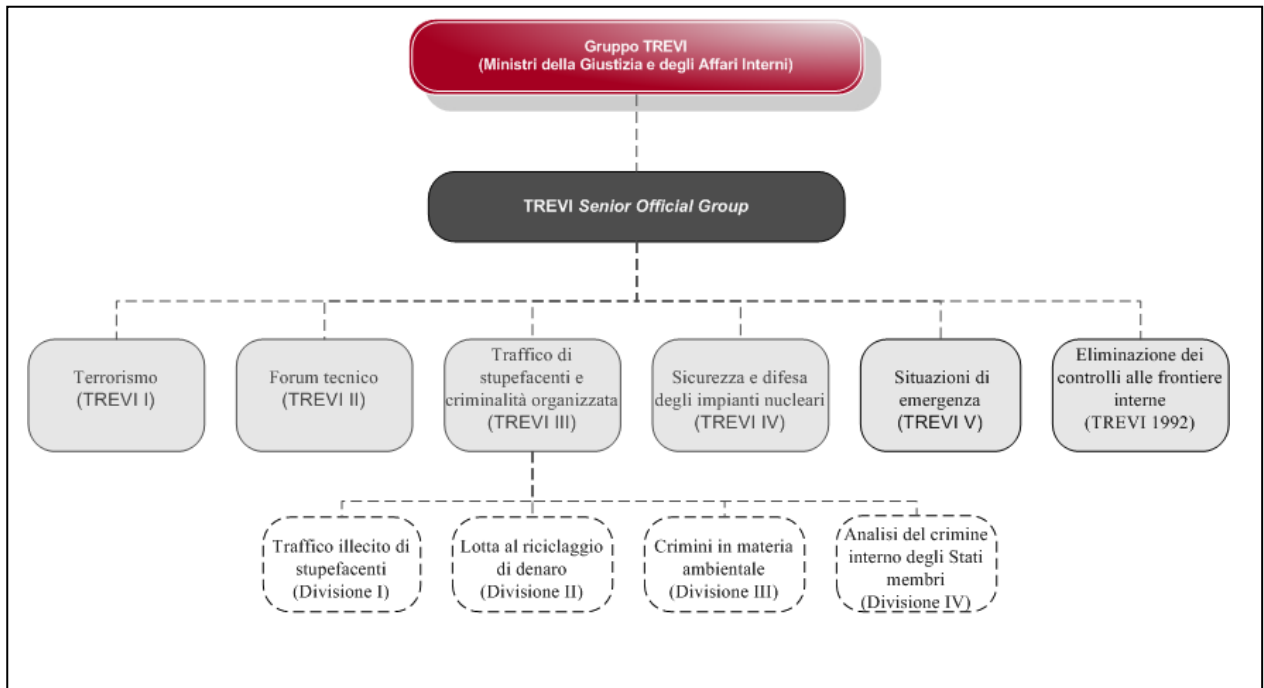 Gruppo TREVI
(Ministri della Giustizia e degli Affari Interni)
TREVI Senior Official Group
Terrorismo
(TREVI I)
Forum tecnico
(TREVI II)
Traffico di
stupefacenti e
criminalità organizzata
(TREVI III)
Sicurezza e difesa
degli impianti nucleari
(TREVI IV)
Situazioni di
emergenza
(TREVI V)
Eliminazione dei
controlli alle frontiere
interne
(TREVI 1992)
Traffico illecito di
stupefacenti
(Divisione I)
Lotta al riciclaggio
di denaro
(Divisione II)
Crimini in materia
ambientale
(Divisione III)
Analisi del crimine
interno degli Stati
membri
(Divisione IV)